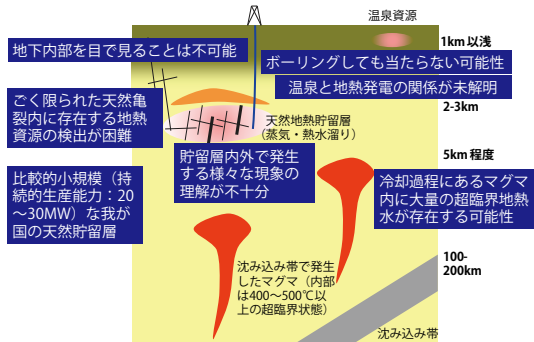 温泉資源
1km以浅
地下内部を目で見ることは不可能
ボーリングしても当たらない可能性
温泉と地熱発電の関係が未解明
ごく限られた天然亀
裂内に存在する地熱
資源の検出が困難
2-3km
天然地熱貯留層
(蒸気・熱水溜り)
貯留層内外で発生
する様々な現象の
理解が不十分
5km程度
比較的小規模(持
続的生産能力:20
~30MW)な我が
国の天然貯留層
冷却過程にあるマグマ
内に大量の超臨界地熱
水が存在する可能性
沈み込み帯で発生
したマグマ(内部
は400~500℃以
上の超臨界状態)
100-
200km
沈み込み帯